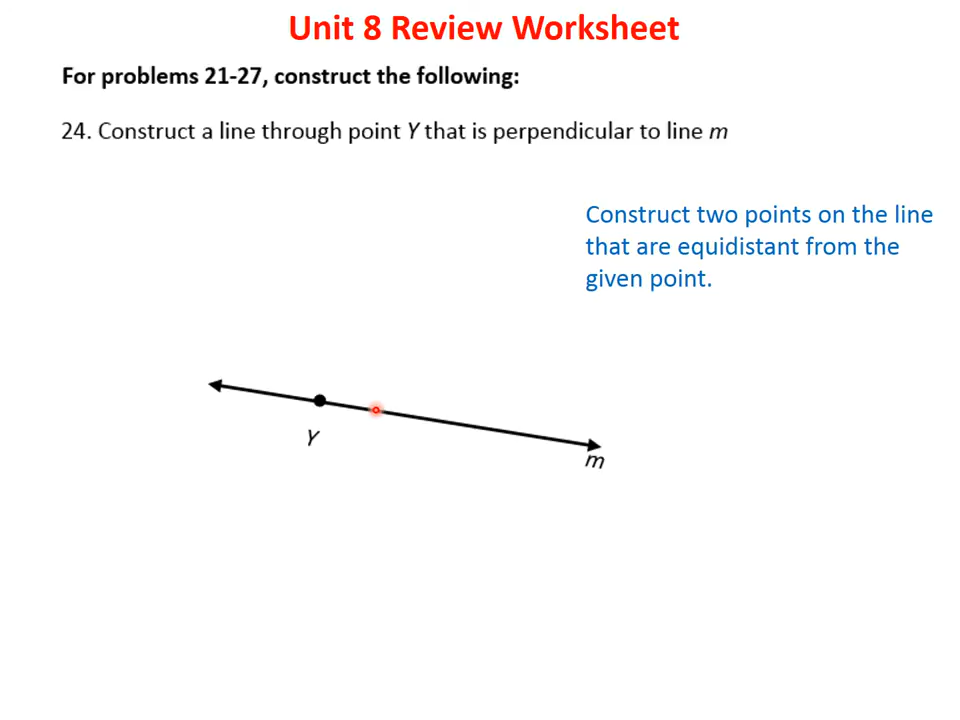 Unit 8 Review Worksheet
For problems 21-27, construct the following:
24. Construct a line through point Y that is perpendicular to line m
Construct two points on the line
that are equidistant from the
given point.
Y
m